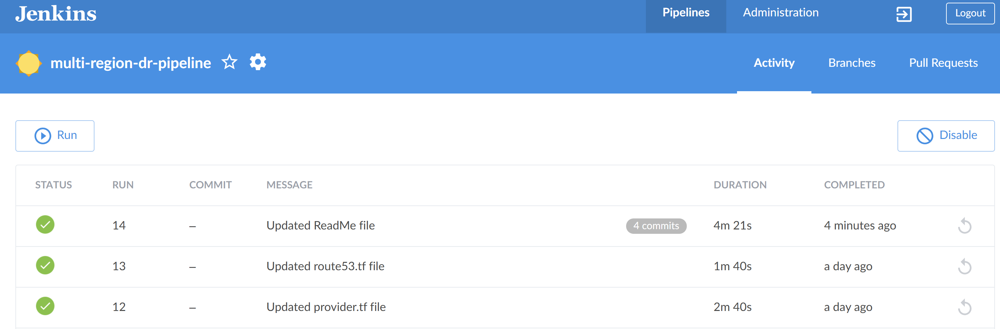 Jenkins Pipelines Administration Logout
multi-region-dr-pipeline Activity Branches Pull Requests
Run Disable
STATUS RUN COMMIT MESSAGE DURATION COMPLETED
14 – Updated ReadMe file 4 commits 4m 21s 4 minutes ago
13 – Updated route53.tf file 1m 40s a day ago
12 – Updated provider.tf file 2m 40s a day ago